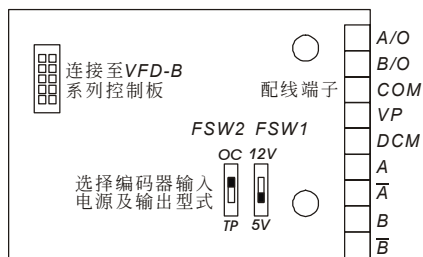 连接至VFD-B
系列控制板
配线端子
FSW2 FSW1
OC 12V
选择编码器输入
电源及输出型式
TP 5V
A/O
B/O
COM
VP
DCM
A
A̅
B
B̅